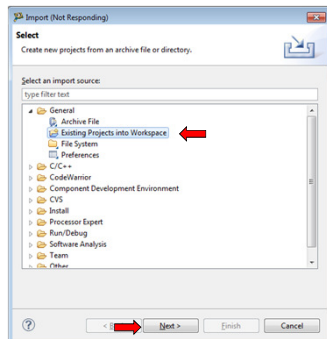 Import (Not Responding)
Select
Create new projects from an archive file or directory.
Select an import source:
type filter text
General
Archive File
Existing Projects into Workspace
File System
Preferences
C/C++
CodeWarrior
Component Development Environment
CVS
Install
Processor Expert
Run/Debug
Software Analysis
Team
Other
Next >
Finish
Cancel